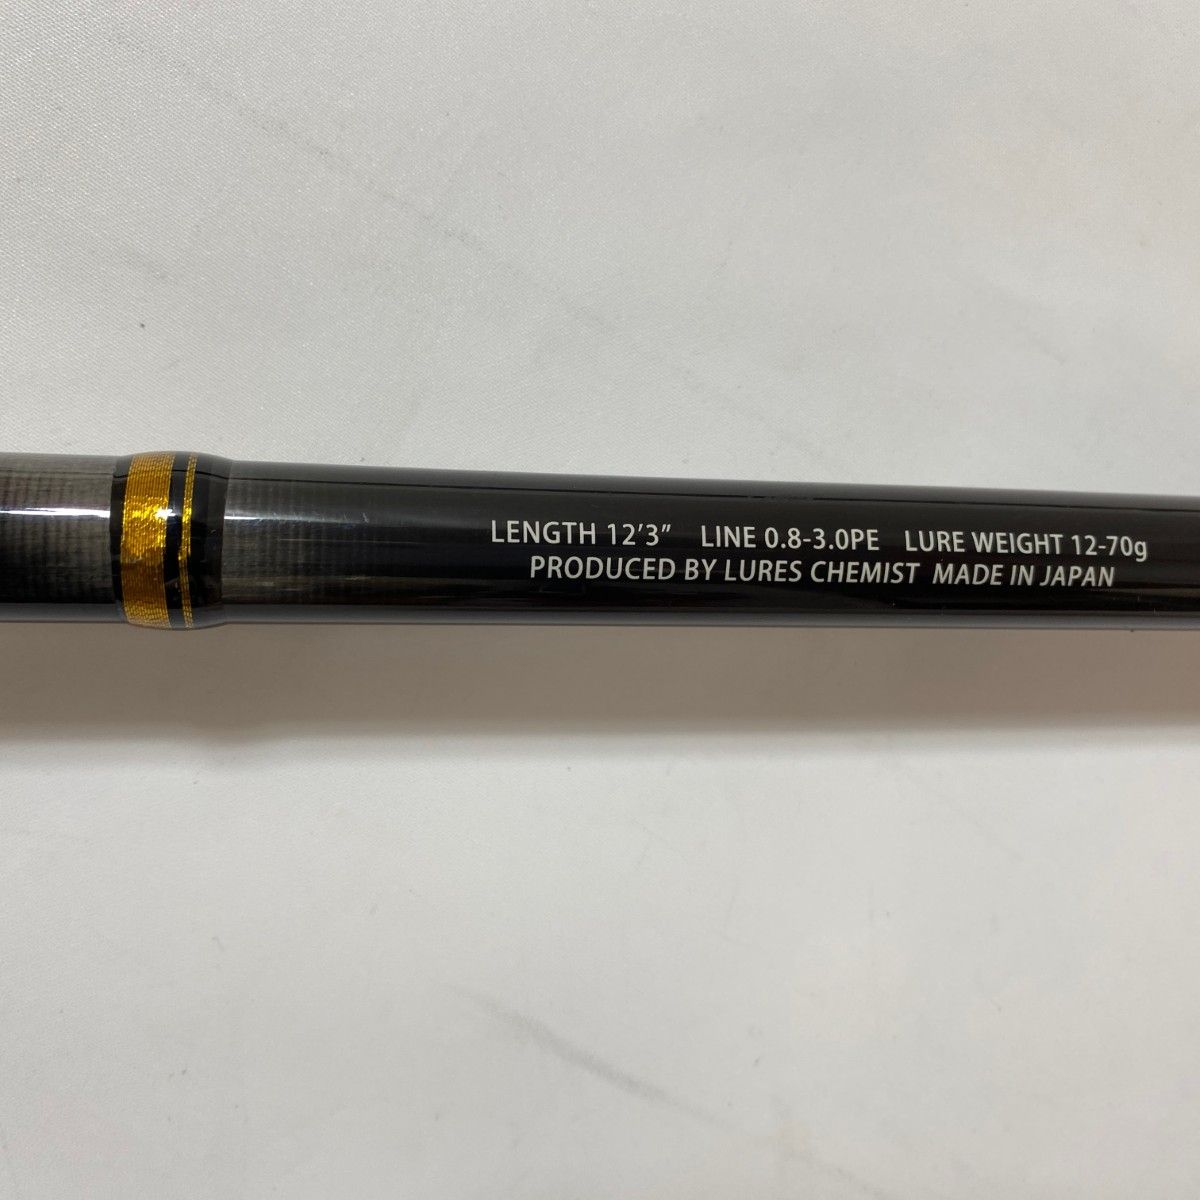 LENGTH 12'3" LINE 0.8-3.0PE LURE WEIGHT 12-70g
PRODUCED BY LURES CHEMIST MADE IN JAPAN